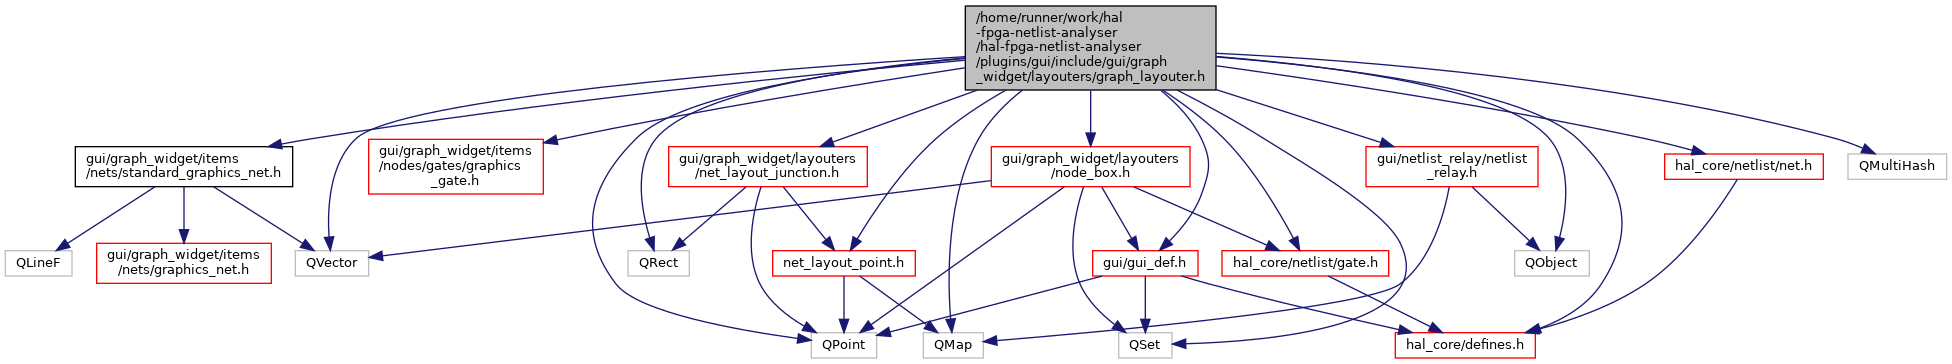 /home/runner/work/hal
-fpga-netlist-analyser
/hal-fpga-netlist-analyser
/plugins/gui/include/gui/graph
_widget/layouters/graph_layouter.h
gui/graph_widget/items
/nets/standard_graphics_net.h
gui/graph_widget/items
/nodes/gates/graphics
_gate.h
gui/graph_widget/layouters
/net_layout_junction.h
gui/graph_widget/layouters
/node_box.h
gui/netlist_relay/netlist
_relay.h
hal_core/netlist/net.h
QMultiHash
QLineF
gui/graph_widget/items
/nets/graphics_net.h
QVector
QRect
net_layout_point.h
gui/gui_def.h
hal_core/netlist/gate.h
QObject
QPoint
QMap
QSet
hal_core/defines.h